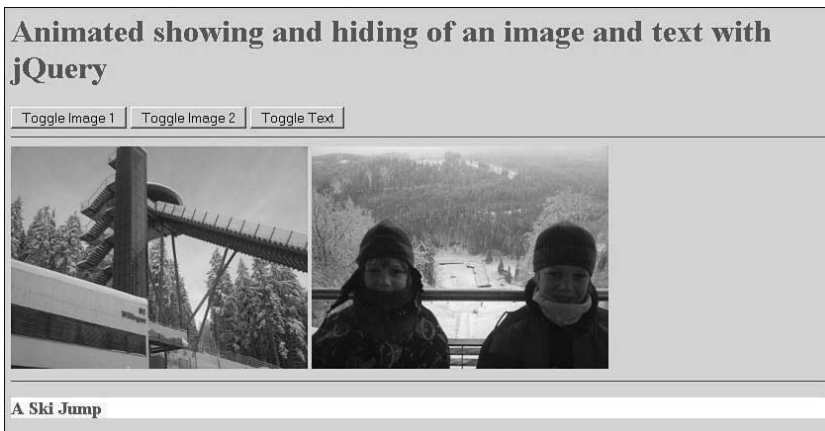 Animated showing and hiding of an image and text with
jQuery
Toggle Image 1 Toggle Image 2 Toggle Text
A Ski Jump